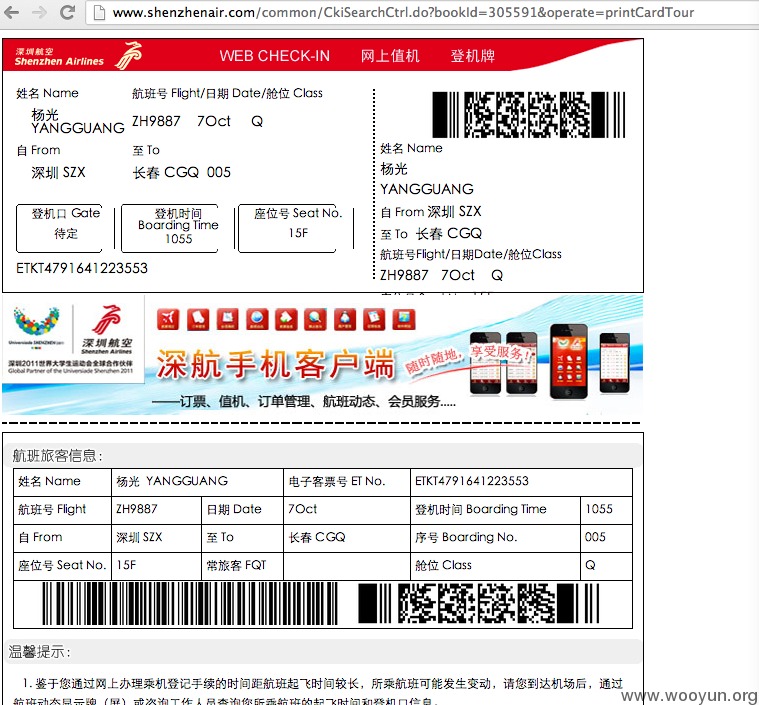 www.shenzhenair.com/common/CkiSearchCtrl.do?bookId=305591&operate=printCardTour
深圳航空
Shenzhen Airlines
WEB CHECK-IN 网上值机 登机牌
姓名 Name 航班号 Flight/日期 Date/舱位 Class
杨光
YANGGUANG ZH9887 7Oct Q
自 From 至 To
深圳 SZX 长春 CGQ 005
登机口 Gate
待定
登机时间
Boarding Time
1055
座位号 Seat No.
15F
ETKT4791641223553
姓名 Name
杨光
YANGGUANG
自 From 深圳 SZX
至 To 长春 CGQ
航班号Flight/日期Date/舱位Class
ZH9887 7Oct Q
深圳航空
Shenzhen Airlines
深圳2011世界大学生运动会全球合作伙伴
Global Partner of the Universiade Shenzhen 2011
深航手机客户端
随时随地，享受服务!
——订票、值机、订单管理、航班动态、会员服务.....
航班旅客信息：
姓名 Name 杨光 YANGGUANG 电子客票号 ET No. ETKT4791641223553
航班号 Flight ZH9887 日期 Date 7Oct 登机时间 Boarding Time 1055
自 From 深圳 SZX 至 To 长春 CGQ 序号 Boarding No. 005
座位号 Seat No. 15F 常旅客 FQT 舱位 Class Q
温馨提示：
1. 鉴于您通过网上办理乘机登记手续的时间距航班起飞时间较长，所乘航班可能发生变动，请您到达机场后，通过
航班动态显示牌（屏）或咨询工作人员查询您所乘航班的起飞时间和登机口信息。
www.wooyun.org